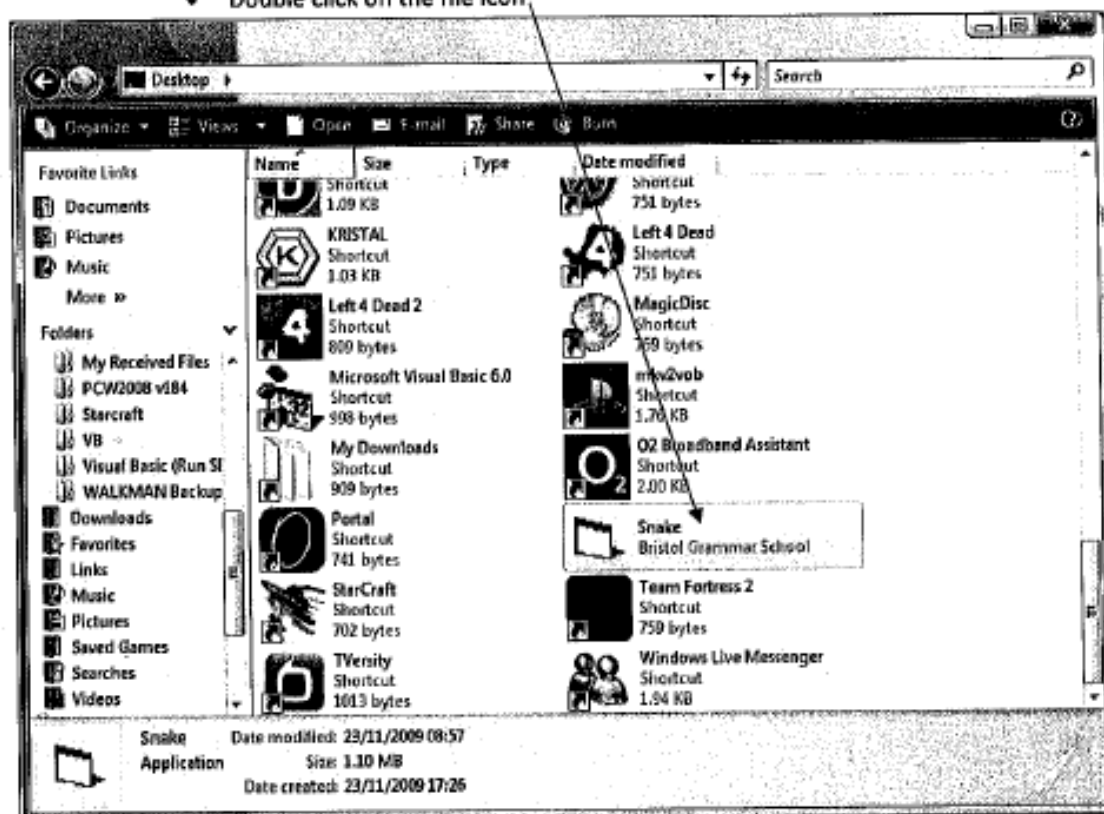 Double click on the file icon
Desktop
Search
Organize Views Open E-mail Share Burn
Name Size Type Date modified
Favorite Links
Documents
Pictures
Music
More »
Folders
My Received Files
PCW2008 v184
Starcraft
VB
Visual Basic (Run SI
WALKMAN Backup
Downloads
Favorites
Links
Music
Pictures
Saved Games
Searches
Videos
Shortcut
1.09 KB
KRISTAL
Shortcut
1.03 KB
Left 4 Dead 2
Shortcut
809 bytes
Microsoft Visual Basic 6.0
Shortcut
998 bytes
My Downloads
Shortcut
909 bytes
Portal
Shortcut
741 bytes
StarCraft
Shortcut
702 bytes
TVersity
Shortcut
1013 bytes
Shortcut
751 bytes
Left 4 Dead
Shortcut
751 bytes
MagicDisc
Shortcut
769 bytes
mkv2vob
Shortcut
1.76 KB
O2 Broadband Assistant
Shortcut
2.00 KB
Snake
Bristol Grammar School
Team Fortress 2
Shortcut
759 bytes
Windows Live Messenger
Shortcut
1.94 KB
Snake Date modified: 23/11/2009 08:57
Application Size: 1.10 MB
Date created: 23/11/2009 17:26